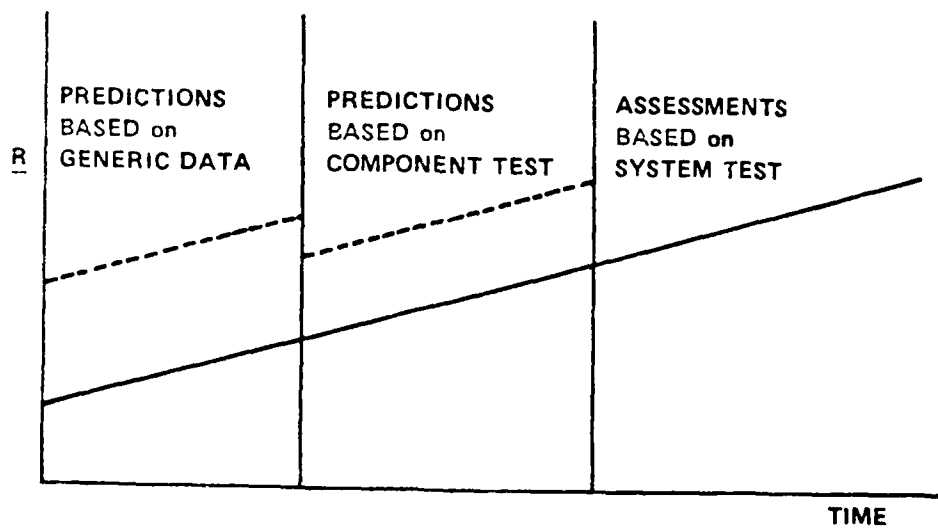 PREDICTIONS
BASED on
GENERIC DATA
PREDICTIONS
BASED on
COMPONENT TEST
ASSESSMENTS
BASED on
SYSTEM TEST
R
TIME